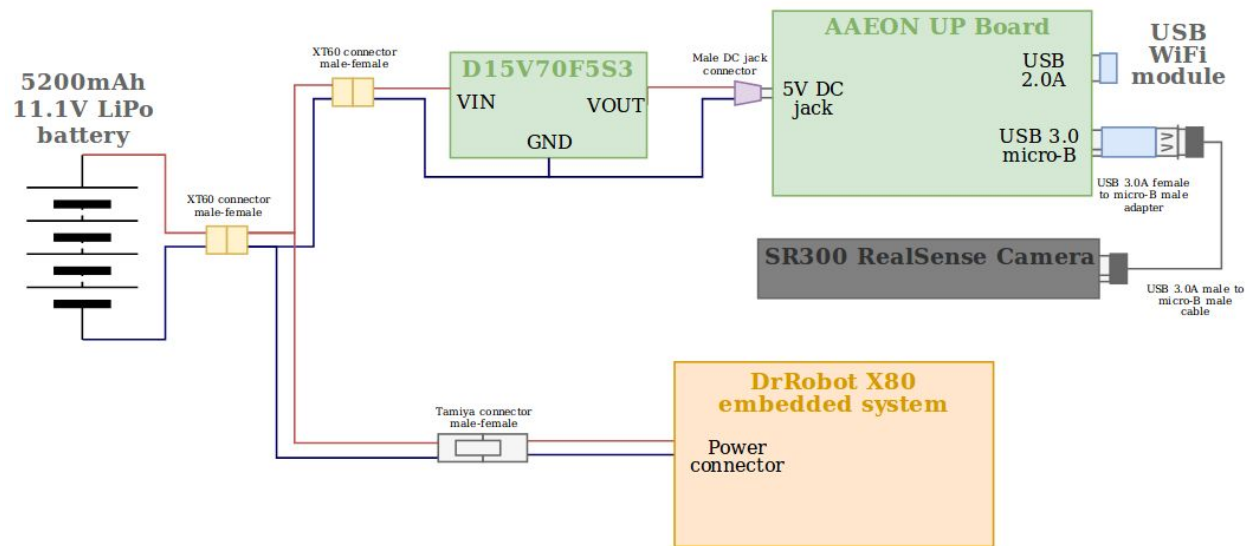 5200mAh
11.1V LiPo
battery
XT60 connector
male-female
XT60 connector
male-female
D15V70F5S3
VIN
VOUT
GND
Male DC jack
connector
AAEON UP Board
5V DC
jack
USB
2.0A
USB 3.0
micro-B
USB
WiFi
module
USB 3.0A female
to micro-B male
adapter
SR300 RealSense Camera
USB 3.0A male to
micro-B male
cable
Tamiya connector
male-female
DrRobot X80
embedded system
Power
connector